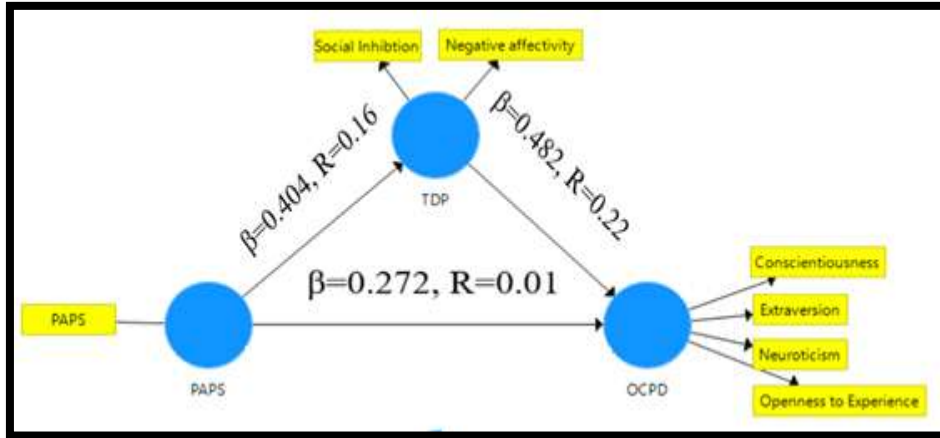 Social Inhibtion
Negative affectivity
β=0.404, R=0.16
β=0.482, R=0.22
TDP
β=0.272, R=0.01
PAPS
PAPS
OCPD
Conscientiousness
Extraversion
Neuroticism
Openness to Experience